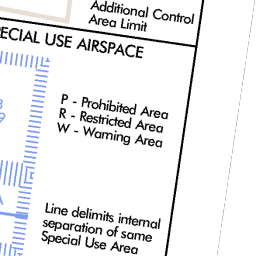 Additional Control
Area Limit
SPECIAL USE AIRSPACE
P - Prohibited Area
R - Restricted Area
W - Warning Area
Line delimits internal
separation of same
Special Use Area